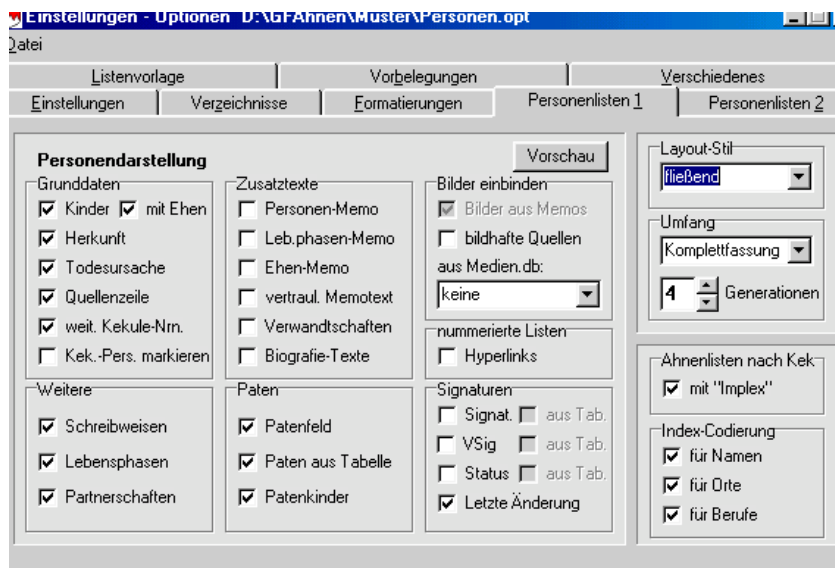 Einstellungen - Optionen D:\GFAhnen\Muster\Personen.opt
Datei
Listenvorlage Vorbelegungen Verschiedenes
Einstellungen Verzeichnisse Formatierungen Personenlisten 1 Personenlisten 2
Personendarstellung
Vorschau
Grunddaten
Kinder mit Ehen
Herkunft
Todesursache
Quellenzeile
weit. Kekule-Nrn.
Kek.-Pers. markieren
Zusatztexte
Personen-Memo
Leb.phasen-Memo
Ehen-Memo
vertraul. Memotext
Verwandtschaften
Biografie-Texte
Bilder einbinden
Bilder aus Memos
bildhafte Quellen
aus Medien.db:
keine
nummerierte Listen
Hyperlinks
Weitere
Schreibweisen
Lebensphasen
Partnerschaften
Paten
Patenfeld
Paten aus Tabelle
Patenkinder
Signaturen
Signat. aus Tab.
VSig aus Tab.
Status aus Tab.
Letzte Änderung
Layout-Stil
fließend
Umfang
Komplettfassung
4 Generationen
Ahnenlisten nach Kek
mit "Implex"
Index-Codierung
für Namen
für Orte
für Berufe